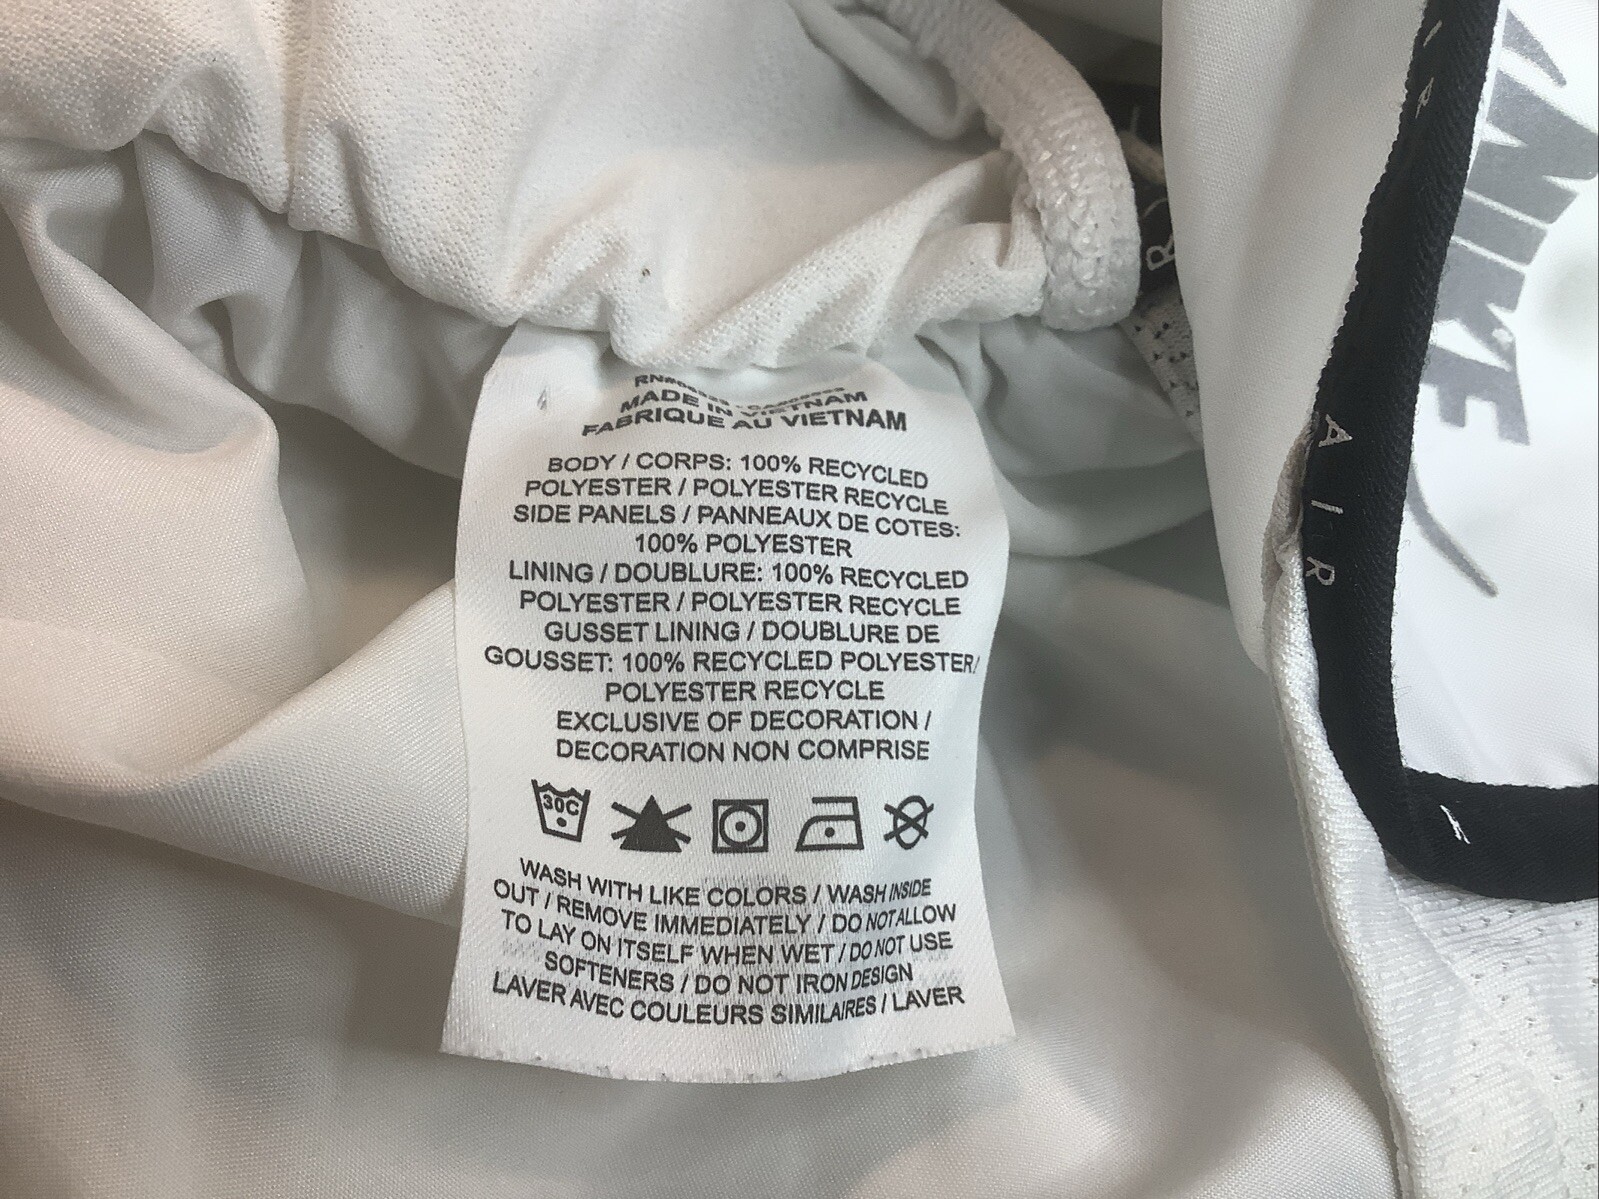 MADE IN VIETNAM
FABRIQUE AU VIETNAM
BODY / CORPS: 100% RECYCLED
POLYESTER / POLYESTER RECYCLE
SIDE PANELS / PANNEAUX DE COTES:
100% POLYESTER
LINING / DOUBLURE: 100% RECYCLED
POLYESTER / POLYESTER RECYCLE
GUSSET LINING / DOUBLURE DE
GOUSSET: 100% RECYCLED POLYESTER/
POLYESTER RECYCLE
EXCLUSIVE OF DECORATION /
DECORATION NON COMPRISE
30C
WASH WITH LIKE COLORS / WASH INSIDE
OUT / REMOVE IMMEDIATELY / DO NOT ALLOW
TO LAY ON ITSELF WHEN WET / DO NOT USE
SOFTENERS / DO NOT IRON DESIGN
LAVER AVEC COULEURS SIMILAIRES / LAVER
NIKE
AIR